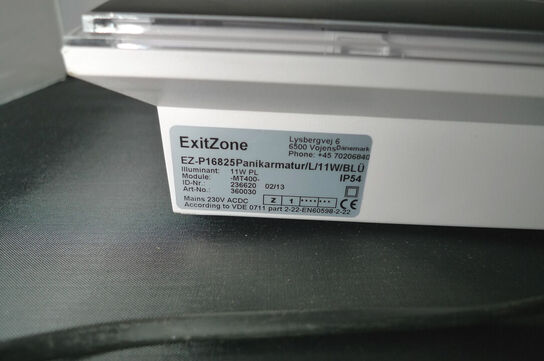 ExitZone
Lysbergvej 6
6500 Vojens Danemark
Phone: +45 70206840
EZ-P16825Panikarmatur/L/11W/BLÜ
Illuminant: 11W PL IP54
Module: -MT400-
ID-Nr.: 236620 02/13
Art-No.: 360030
Mains 230V ACDC Z 1 ······ ··· CE
According to VDE 0711 part 2-22-EN60598-2-22